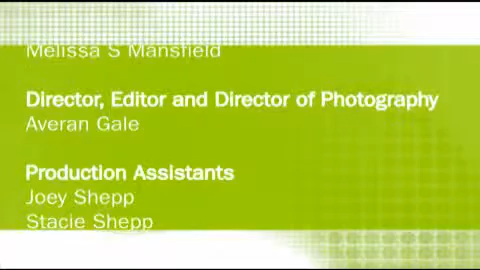 Melissa S Mansfield
Director, Editor and Director of Photography
Averan Gale
Production Assistants
Joey Shepp
Stacie Shepp